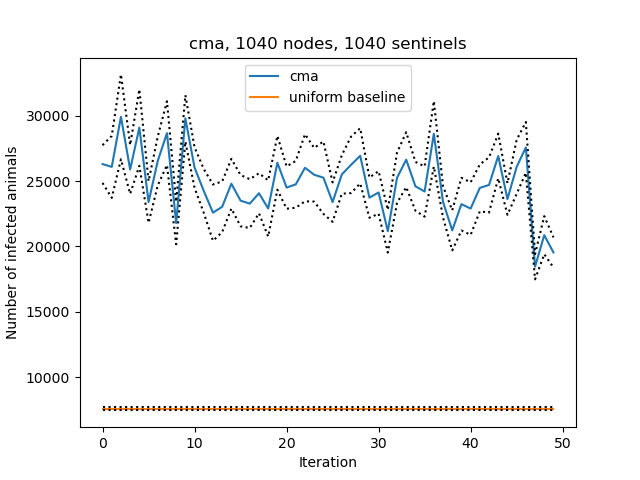 cma, 1040 nodes, 1040 sentinels
cma
uniform baseline
Number of infected animals
30000
25000
20000
15000
10000
0 10 20 30 40 50
Iteration